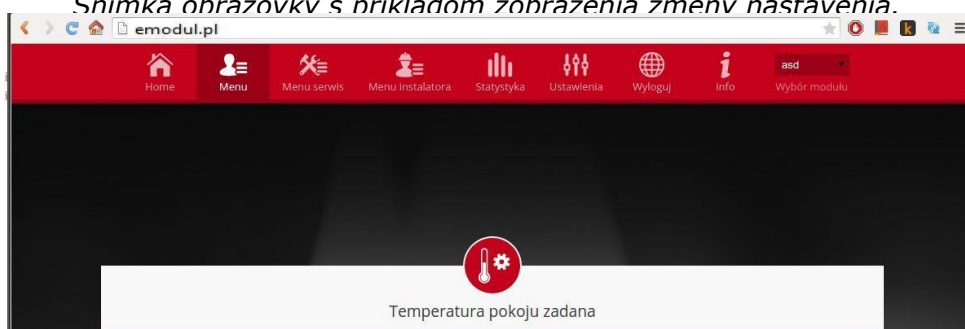 Snímka obrazovky s príkladom zobrazenia zmeny nastavenia.
emodul.pl
Home Menu Menu serwis Menu instalatora Statystyka Ustawienia Wyloguj Info asd Wybór modułu
Temperatura pokoju zadana